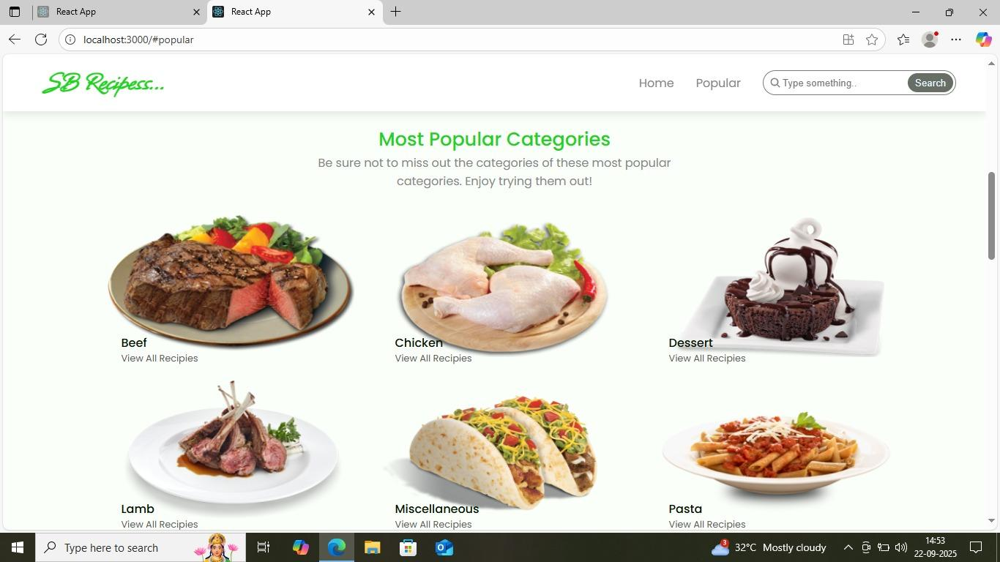 React App
React App
localhost:3000/#popular
SB Recipess...
Home
Popular
Type something..
Search
Most Popular Categories
Be sure not to miss out the categories of these most popular
categories. Enjoy trying them out!
Beef
View All Recipies
Chicken
View All Recipies
Dessert
View All Recipies
Lamb
View All Recipies
Miscellaneous
View All Recipies
Pasta
View All Recipies
Type here to search
3
32°C Mostly cloudy
14:53
22-09-2025